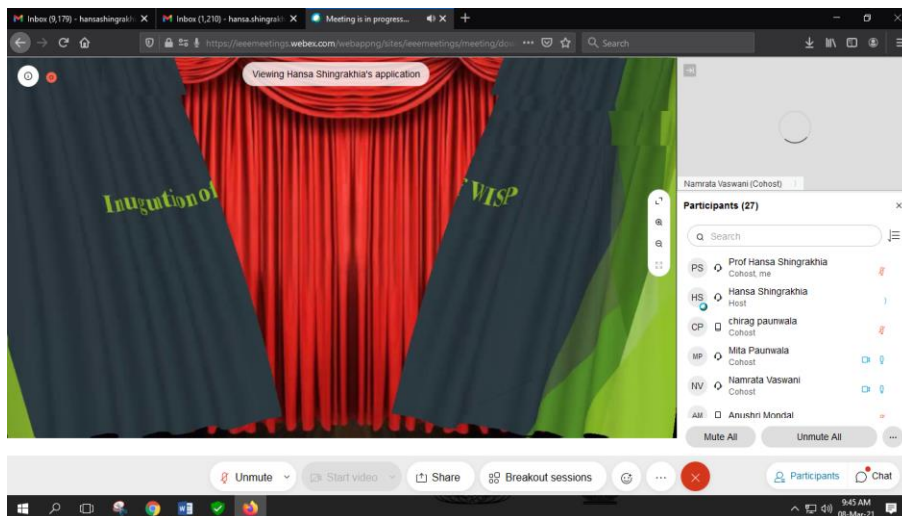 Inbox (9,179) - hansashingrakh
Inbox (1,210) - hansa.shingrakh
Meeting is in progress...
https://ieeemeetings.webex.com/webappng/sites/ieeemeetings/meeting/do
Search
Viewing Hansa Shingrakhia's application
Inugution of
WISP
Namrata Vaswani (Cohost)
Participants (27)
Search
PS Prof Hansa Shingrakhia
Cohost, me
HS Hansa Shingrakhia
Host
CP chirag paunwala
Cohost
MP Mita Paunwala
Cohost
NV Namrata Vaswani
Cohost
AM Anushri Mondal
Mute All Unmute All
Unmute Start video Share Breakout sessions Participants Chat
9:45 AM
08-Mar-21